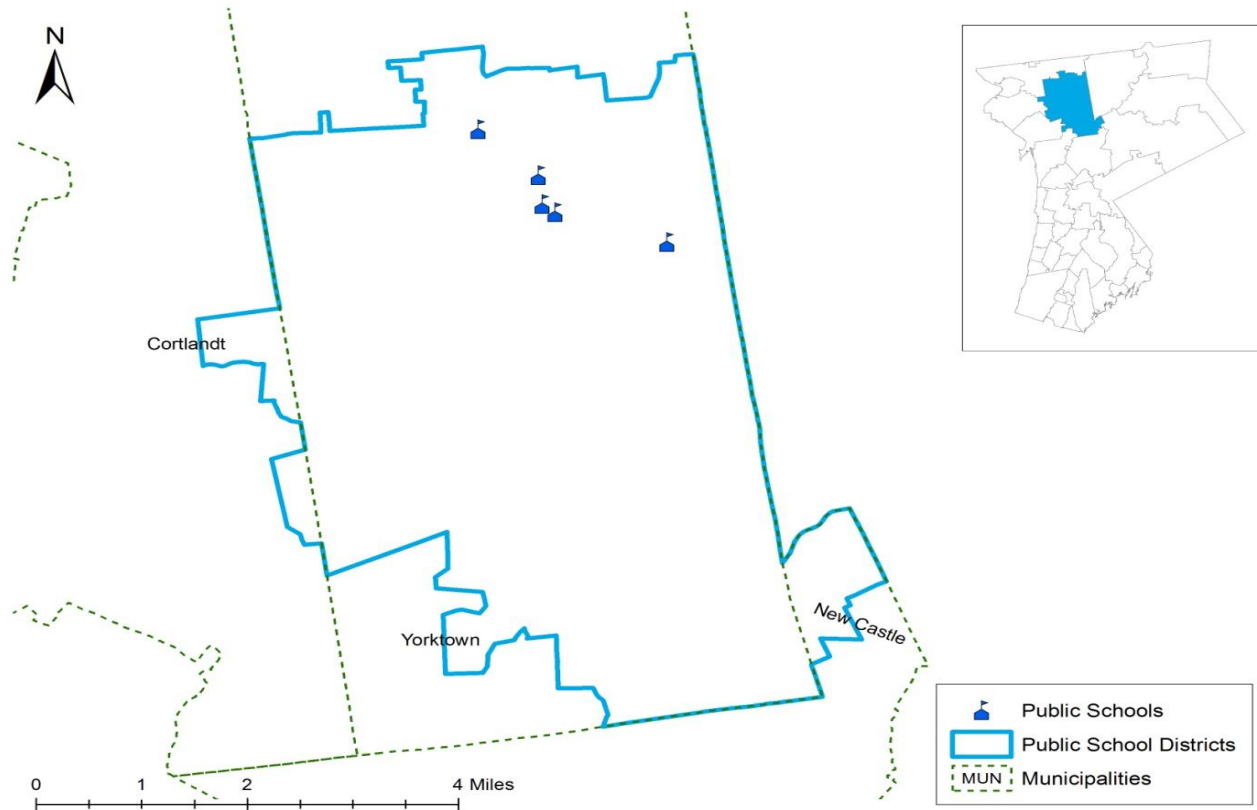 N
Cortlandt
Yorktown
New Castle
Public Schools
Public School Districts
MUN Municipalities
0 1 2 4 Miles